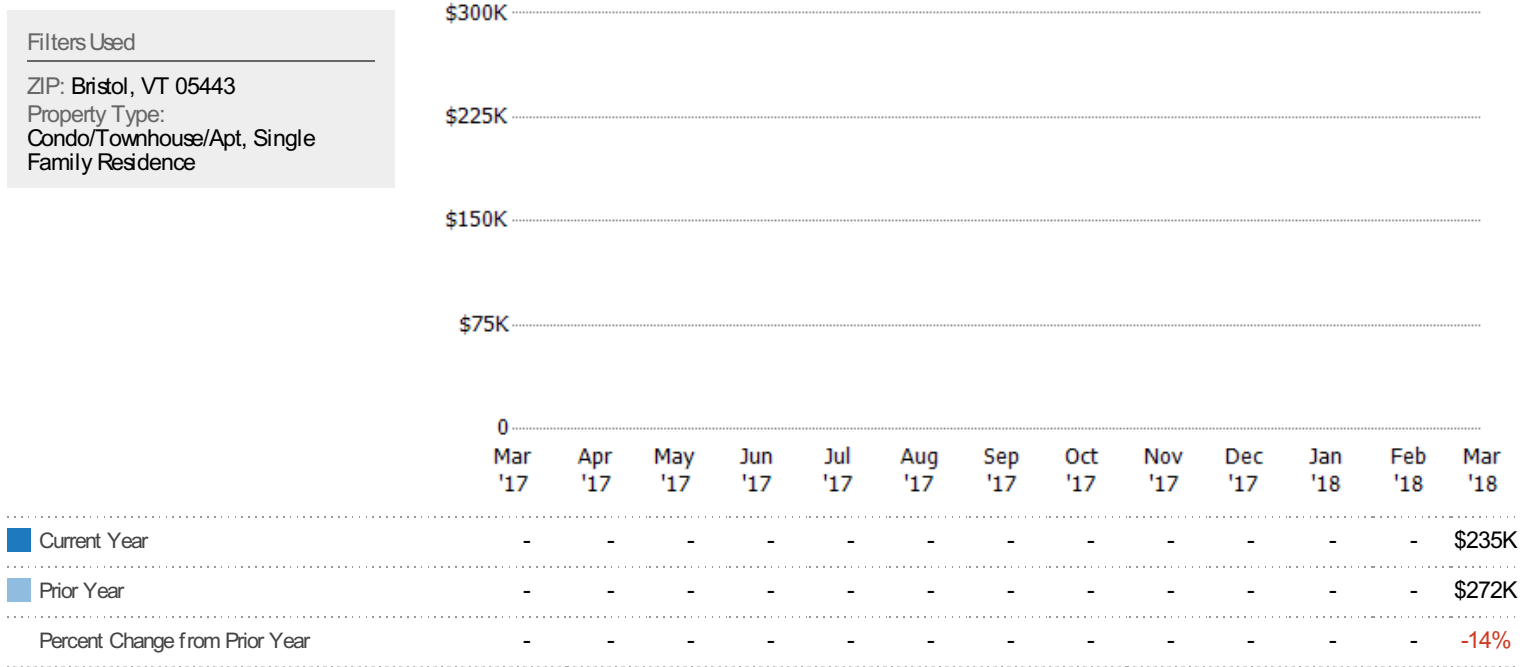 Filters Used
ZIP: Bristol, VT 05443
Property Type:
Condo/Townhouse/Apt, Single
Family Residence
$300K
$225K
$150K
$75K
0
Mar Apr May Jun Jul Aug Sep Oct Nov Dec Jan Feb Mar
'17 '17 '17 '17 '17 '17 '17 '17 '17 '17 '18 '18 '18
Current Year - - - - - - - - - - - - $235K
Prior Year - - - - - - - - - - - - $272K
Percent Change from Prior Year - - - - - - - - - - - - -14%